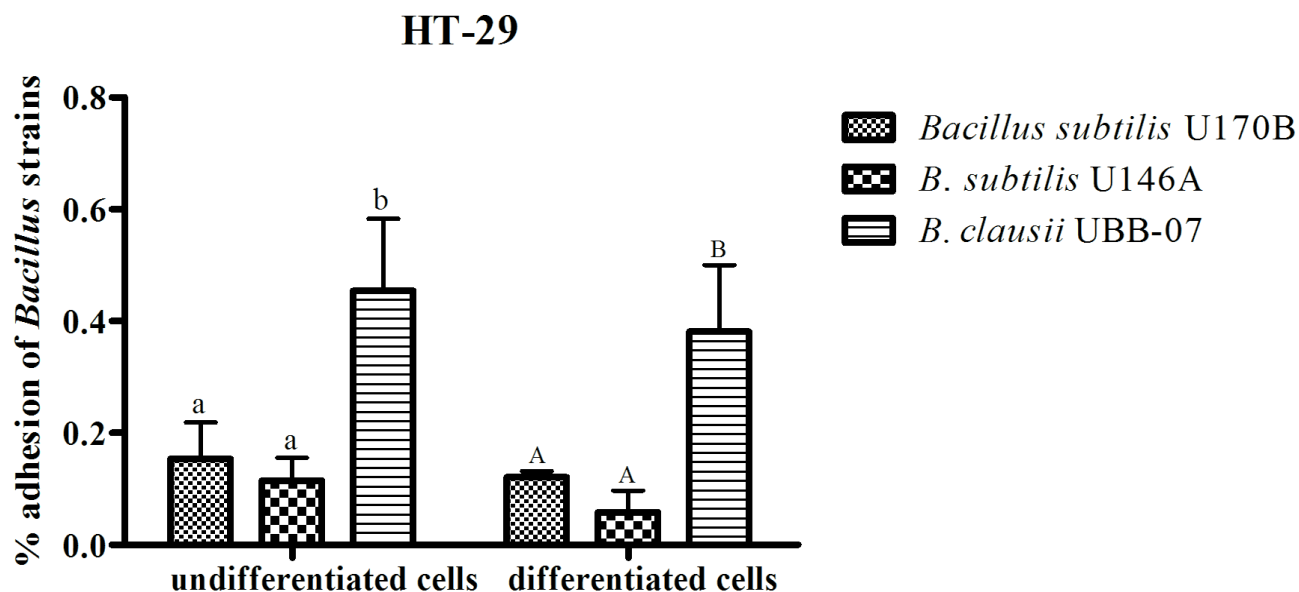 HT-29
% adhesion of Bacillus strains
0.8
0.6
0.4
0.2
0.0
a
a
b
A
A
B
undifferentiated cells
differentiated cells
Bacillus subtilis U170B
B. subtilis U146A
B. clausii UBB-07